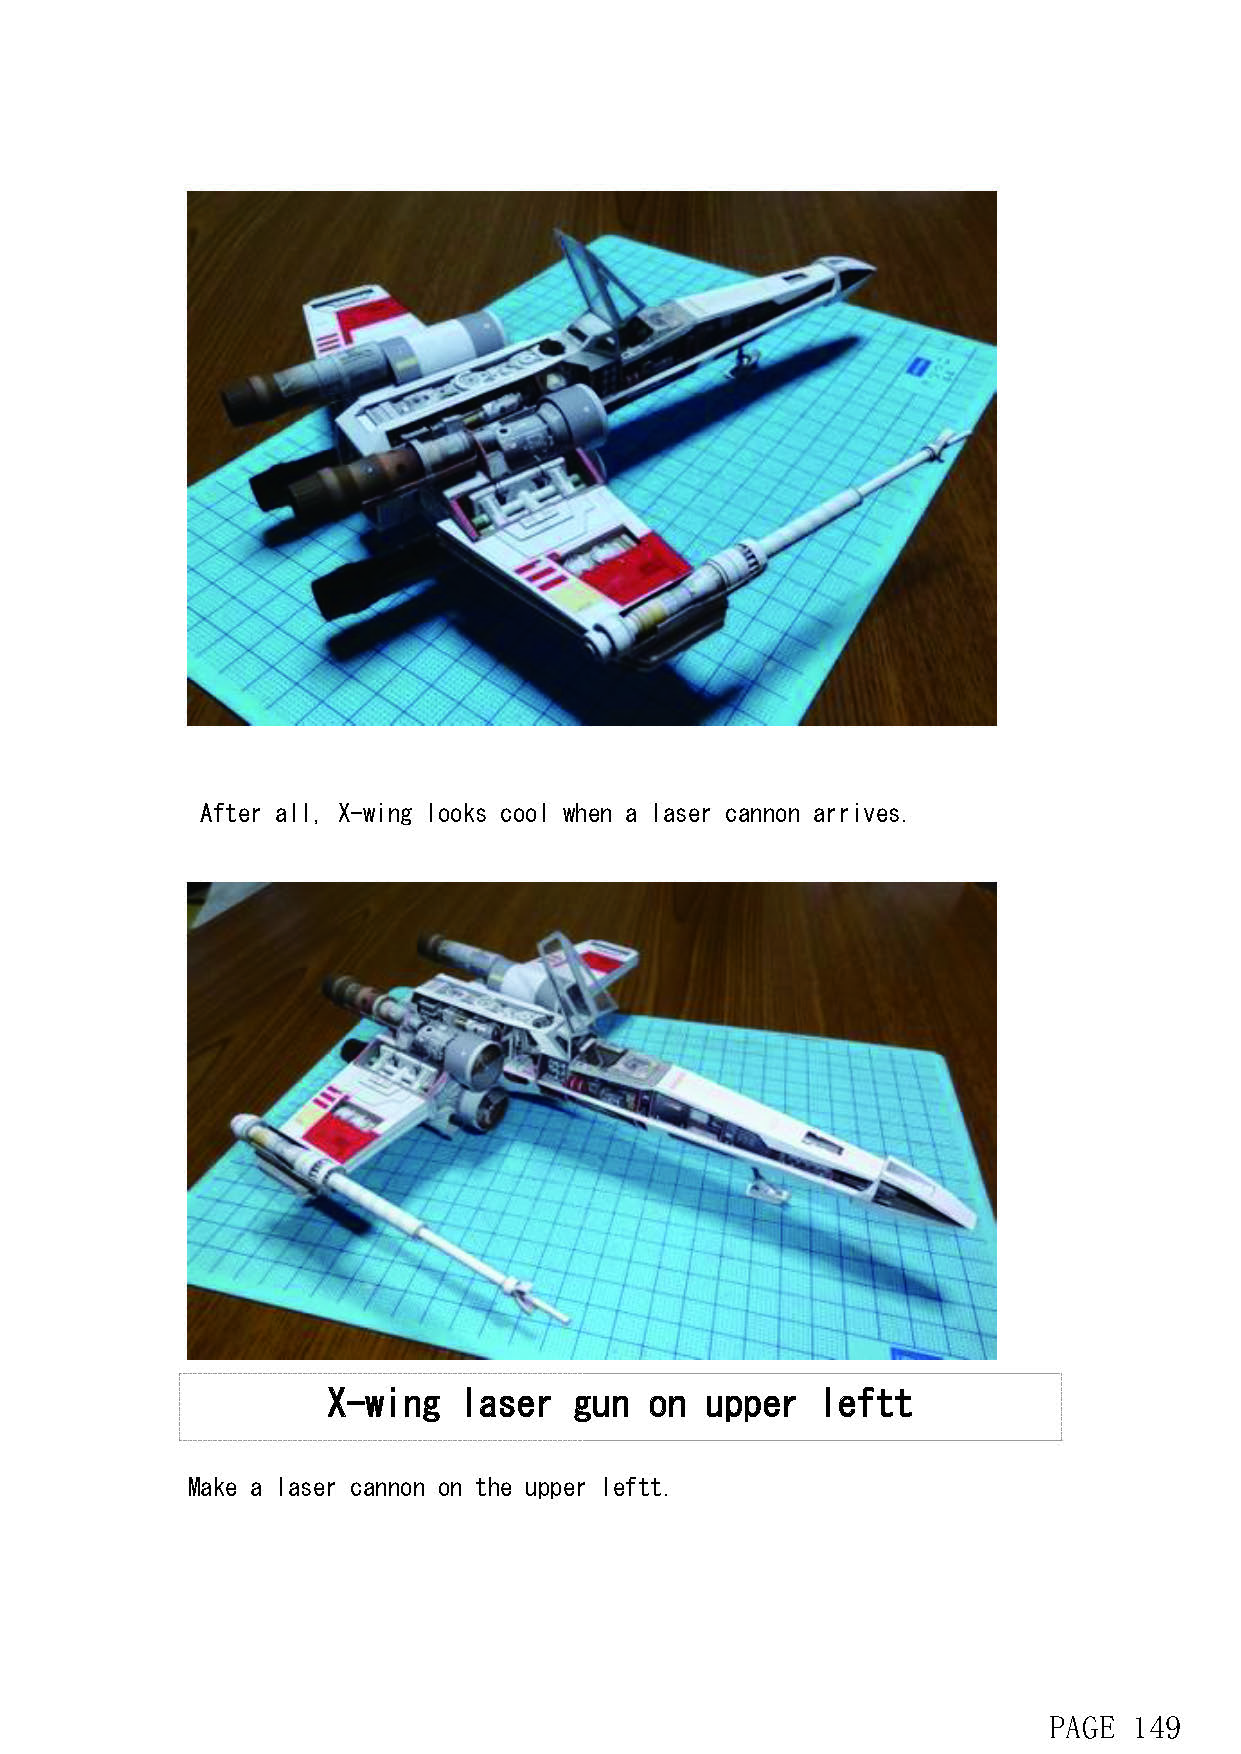 After all, X-wing looks cool when a laser cannon arrives.
X-wing laser gun on upper leftt
Make a laser cannon on the upper leftt.
PAGE 149